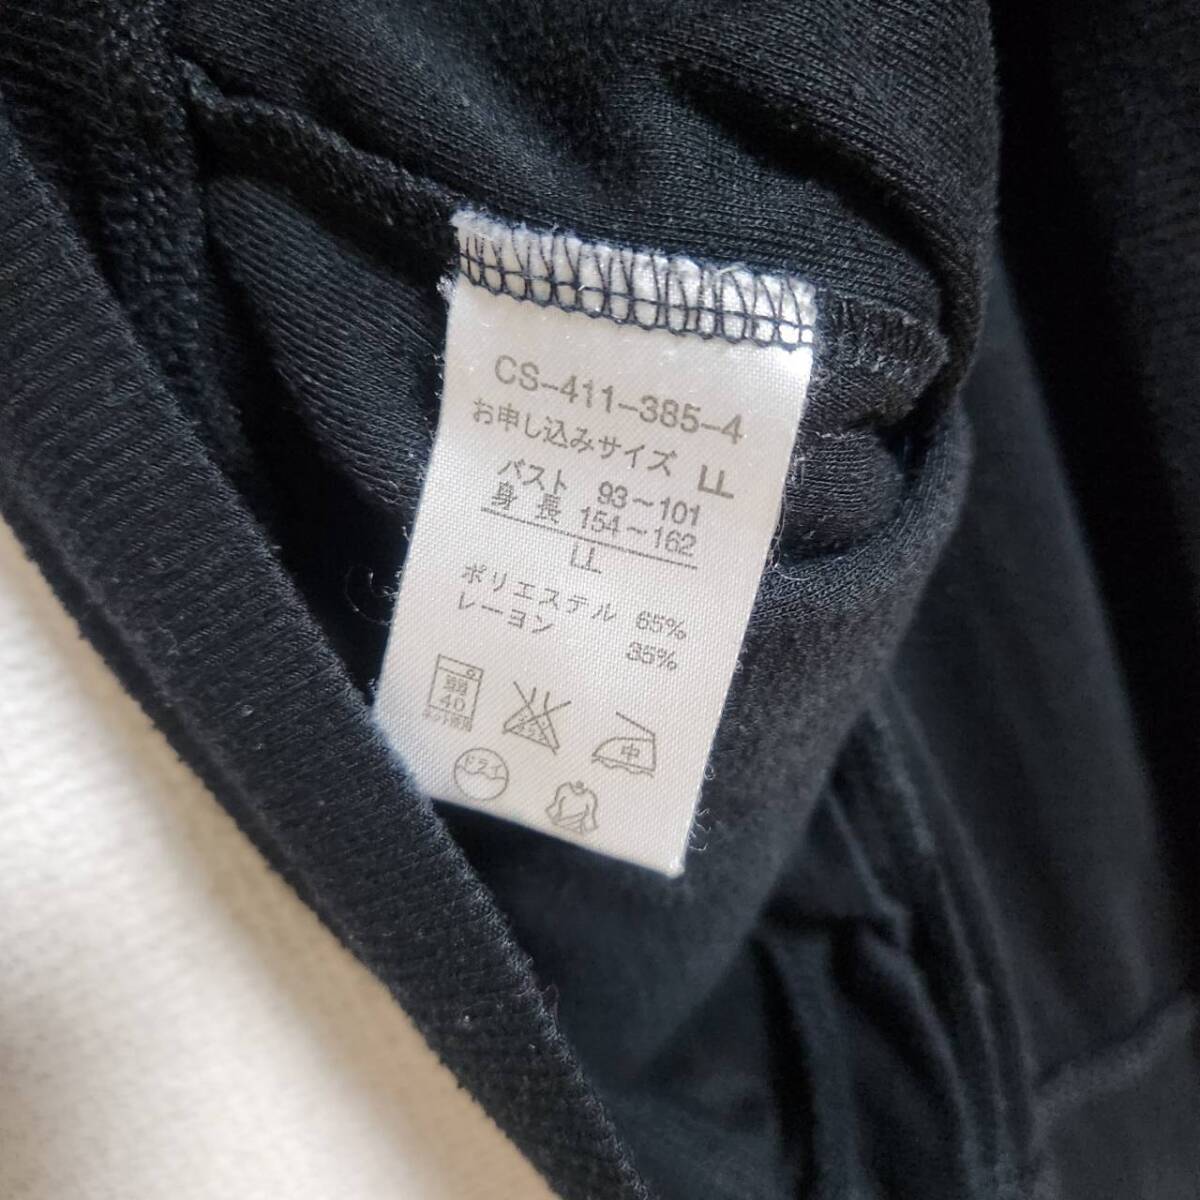 CS-411-385-4
お申し込みサイズ LL
バスト 93～101
身長 154～162
LL
ポリエステル 65%
レーヨン 35%
40
中
ドライ